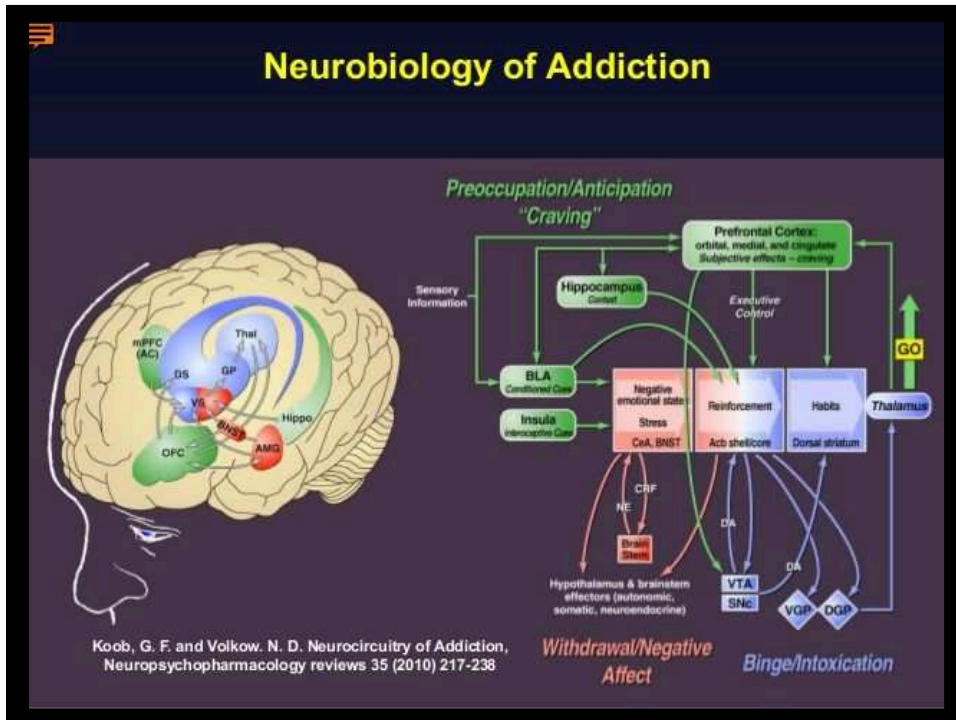 Neurobiology of Addiction
Preoccupation/Anticipation
"Craving"
Prefrontal Cortex:
orbital, medial, and cingulate
Subjective effects – craving
Sensory
Information
Hippocampus
Context
Executive
Control
GO
BLA
Conditioned Cues
Insula
Interoceptive Cues
Negative
emotional state
Stress
CeA, BNST
Reinforcement
Acb shell/core
Habits
Dorsal striatum
Thalamus
mPFC
(AC)
Thal
DS
GP
VS
BNST
Hippo
OFC
AMG
CRF
NE
Brain
Stem
DA
DA
VTA
SNc
VGP
DGP
Hypothalamus & brainstem
effectors (autonomic,
somatic, neuroendocrine)
Withdrawal/Negative
Affect
Binge/Intoxication
Koob, G. F. and Volkow. N. D. Neurocircuitry of Addiction,
Neuropsychopharmacology reviews 35 (2010) 217-238